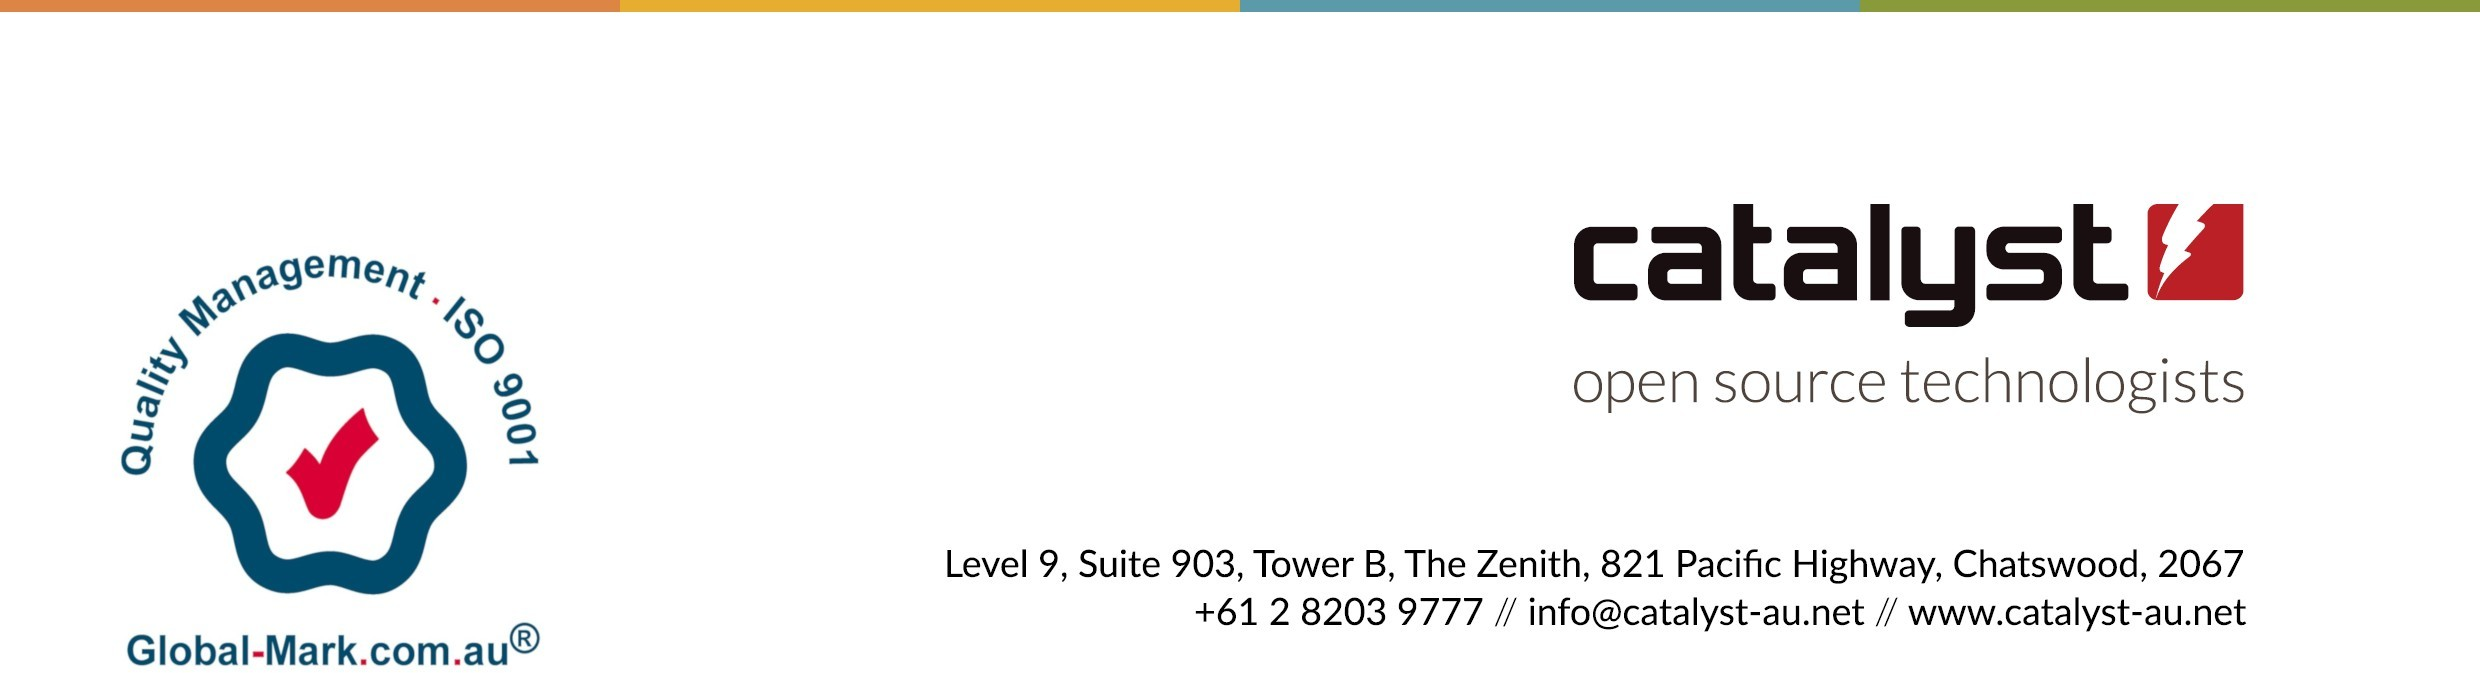 Quality Management . ISO 9001
Global-Mark.com.au®
catalyst
open source technologists
Level 9, Suite 903, Tower B, The Zenith, 821 Pacific Highway, Chatswood, 2067
+61 2 8203 9777 // info@catalyst-au.net // www.catalyst-au.net